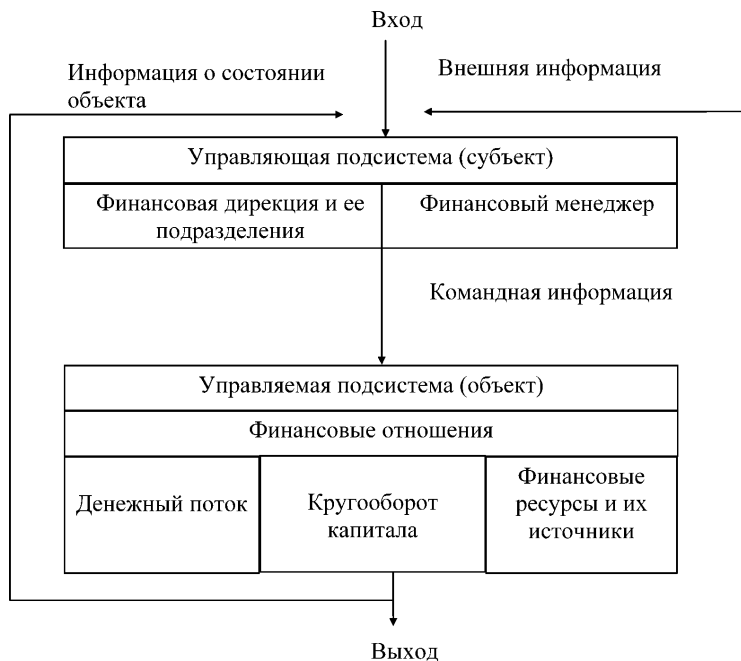 Вход
Информация о состоянии
объекта
Внешняя информация
Управляющая подсистема (субъект)
Финансовая дирекция и ее
подразделения
Финансовый менеджер
Командная информация
Управляемая подсистема (объект)
Финансовые отношения
Денежный поток
Кругооборот
капитала
Финансовые
ресурсы и их
источники
Выход